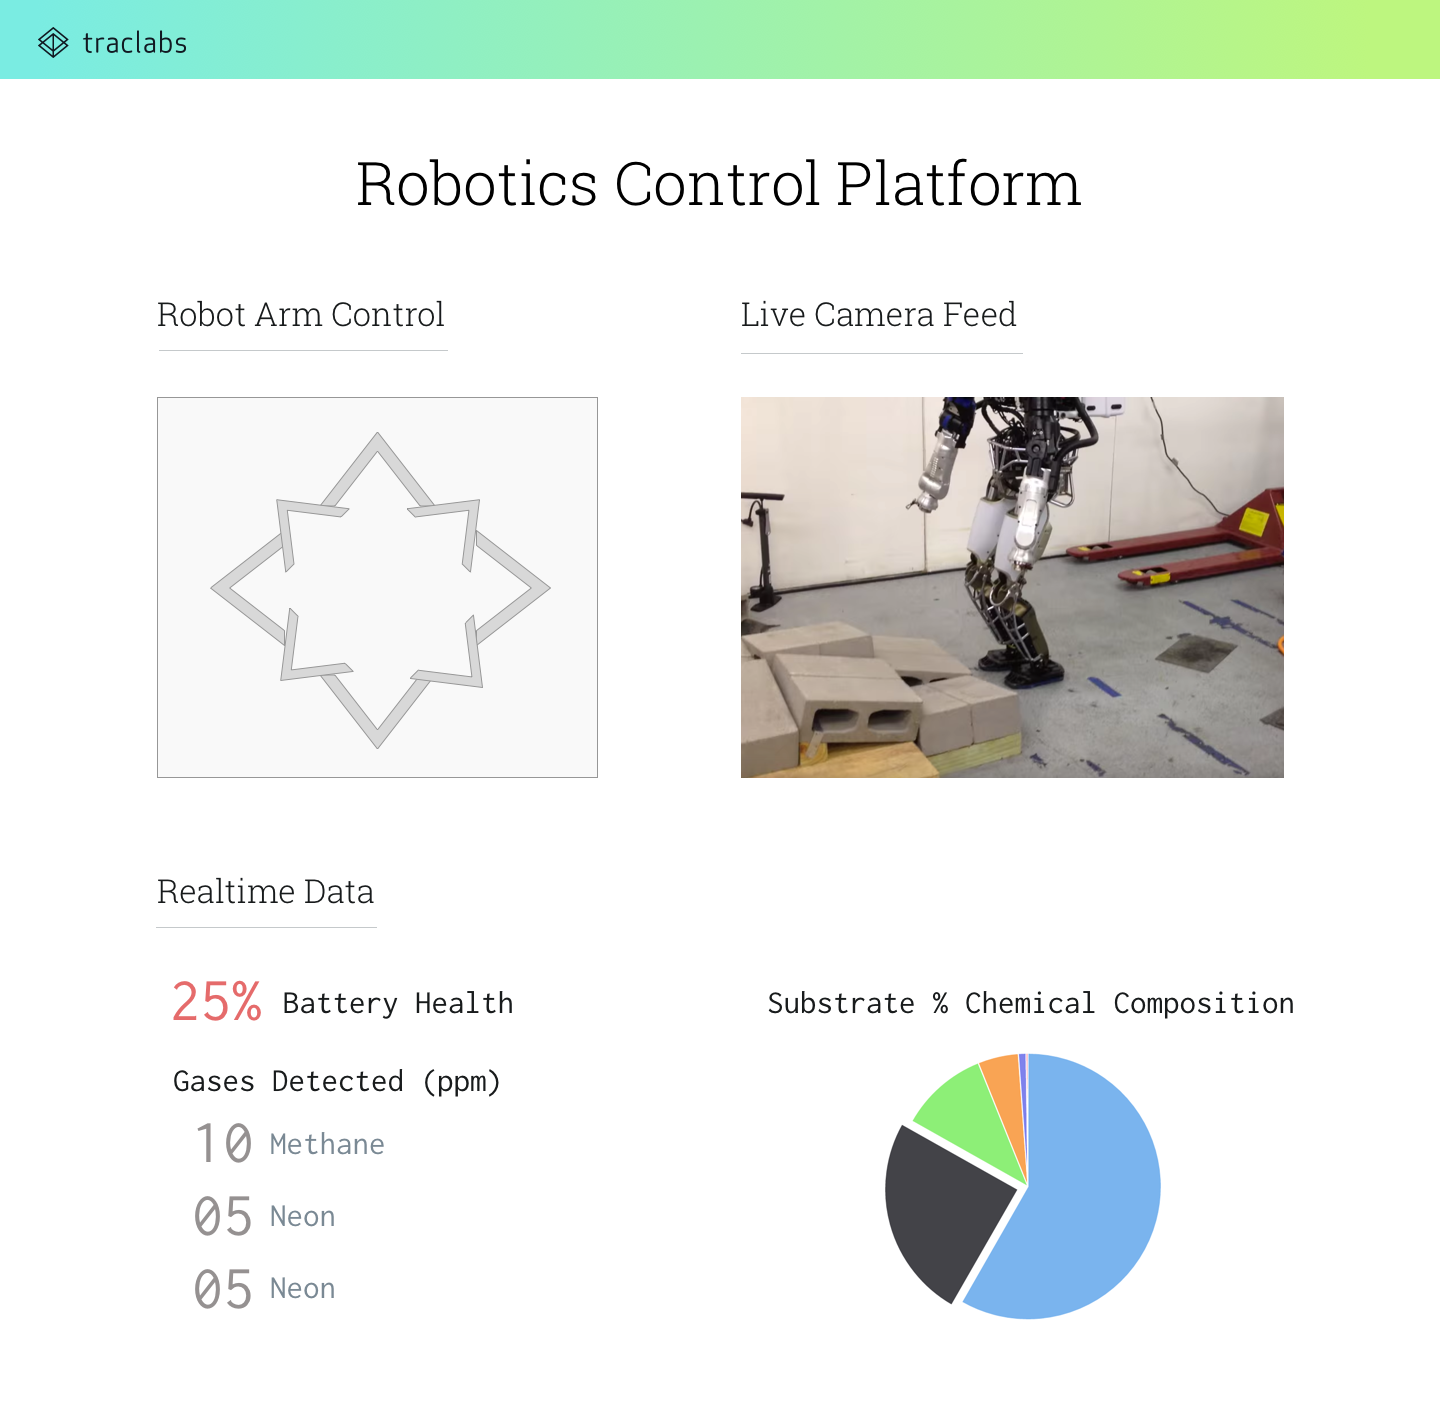 traclabs
Robotics Control Platform
Robot Arm Control
Live Camera Feed
Realtime Data
25% Battery Health
Gases Detected (ppm)
10 Methane
05 Neon
05 Neon
Substrate % Chemical Composition